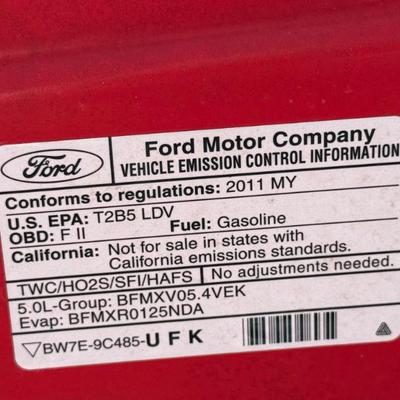 Ford
Ford Motor Company
VEHICLE EMISSION CONTROL INFORMATION
Conforms to regulations: 2011 MY
U.S. EPA: T2B5 LDV Fuel: Gasoline
OBD: F II
California: Not for sale in states with
California emissions standards.
TWC/HO2S/SFI/HAFS No adjustments needed.
5.0L-Group: BFMXV05.4VEK
Evap: BFMXR0125NDA
BW7E-9C485-UFK